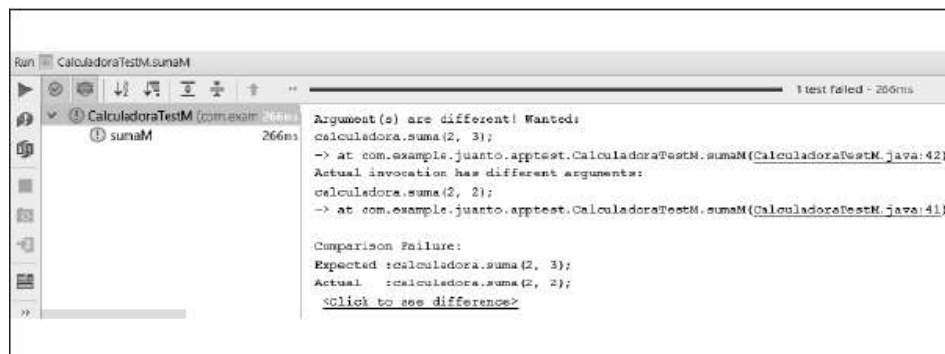 Run CalculadoraTestM.sumaM
1 test failed - 266ms
CalculadoraTestM (com.exam 266ms
sumaM 266ms
Argument(s) are different! Wanted:
calculadora.suma(2, 3);
-> at com.example.juanto.apptest.CalculadoraTestM.sumaM(CalculadoraTestM.java:42)
Actual invocation has different arguments:
calculadora.suma(2, 2);
-> at com.example.juanto.apptest.CalculadoraTestM.sumaM(CalculadoraTestM.java:41)
Comparison Failure:
Expected :calculadora.suma(2, 3);
Actual :calculadora.suma(2, 2);
<Click to see difference>